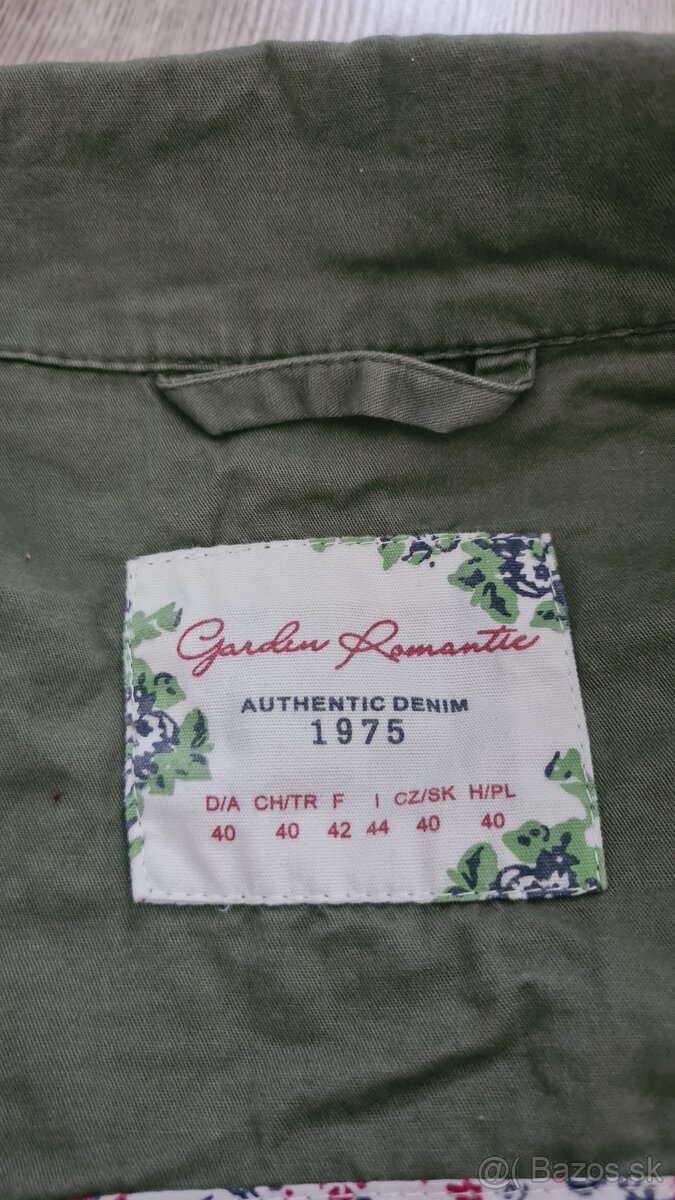 Garden Romantic
AUTHENTIC DENIM
1975
D/A CH/TR F I CZ/SK H/PL
40 40 42 44 40 40
@( Bazos.sk